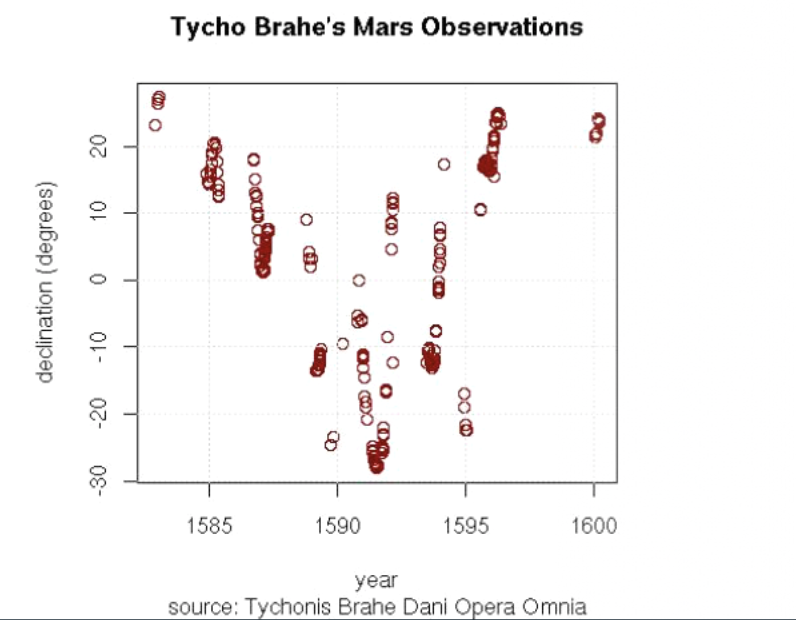 Tycho Brahe's Mars Observations
declination (degrees)
20
10
0
-10
-20
-30
1585 1590 1595 1600
year
source: Tychonis Brahe Dani Opera Omnia